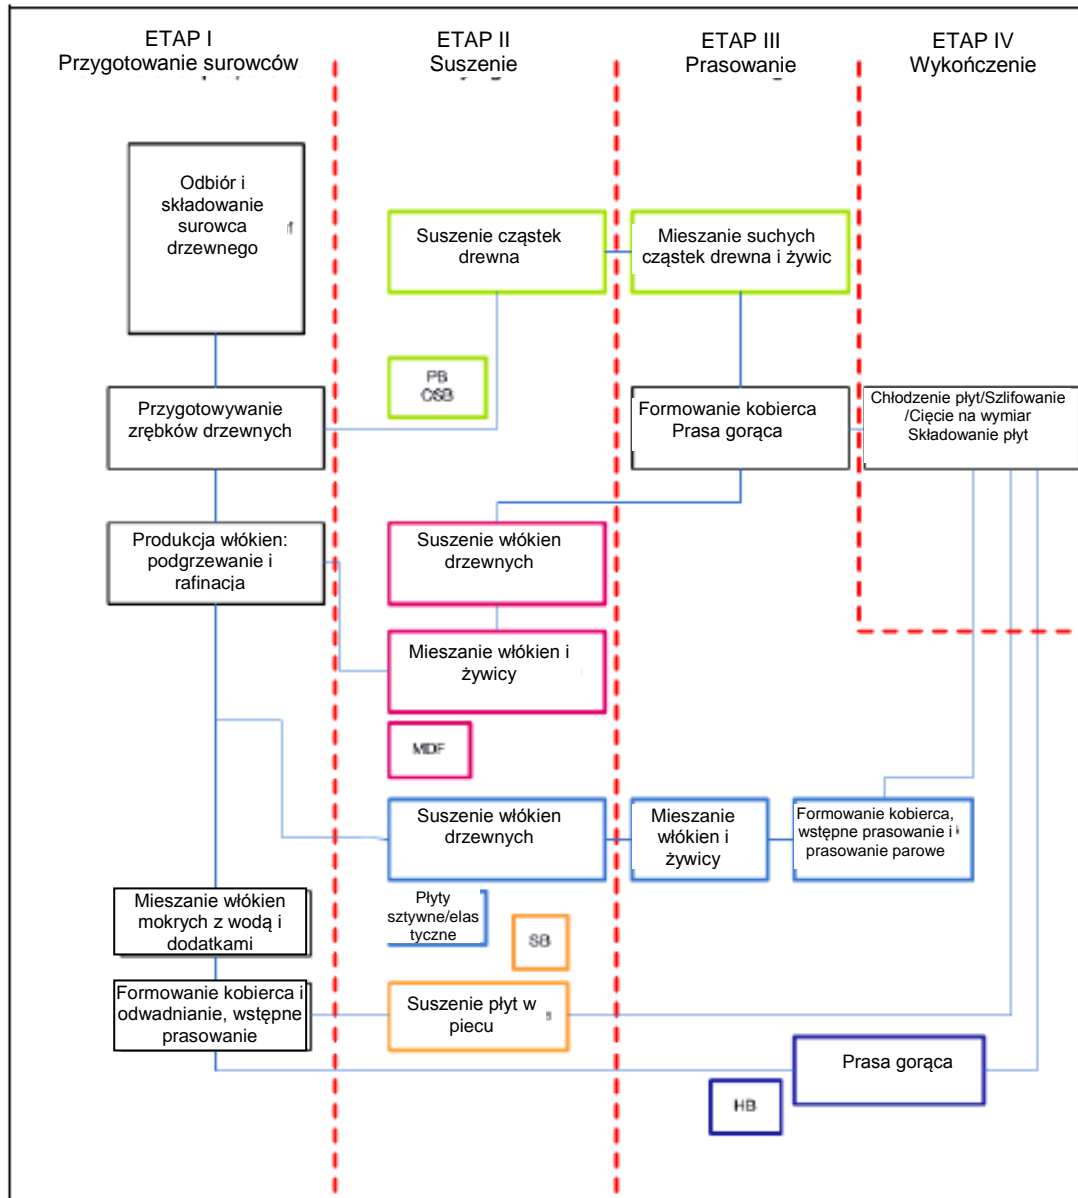 ETAP I
Przygotowanie surowców
ETAP II
Suszenie
ETAP III
Prasowanie
ETAP IV
Wykończenie
Odbiór i
składowanie
surowca
drzewnego
Suszenie cząstek
drewna
Mieszanie suchych
cząstek drewna i żywic
PB
OSB
Przygotowywanie
zrębków drzewnych
Formowanie kobierca
Prasa gorąca
Chłodzenie płyt/Szlifowanie
/Cięcie na wymiar
Składowanie płyt
Produkcja włókien:
podgrzewanie i
rafinacja
Suszenie włókien
drzewnych
Mieszanie włókien i
żywicy
MDF
Suszenie włókien
drzewnych
Mieszanie
włókien i
żywicy
Formowanie kobierca,
wstępne prasowanie i
prasowanie parowe
Mieszanie włókien
mokrych z wodą i
dodatkami
Płyty
sztywne/elas
tyczne
SB
Formowanie kobierca i
odwadnianie, wstępne
prasowanie
Suszenie płyt w
piecu
Prasa gorąca
HB